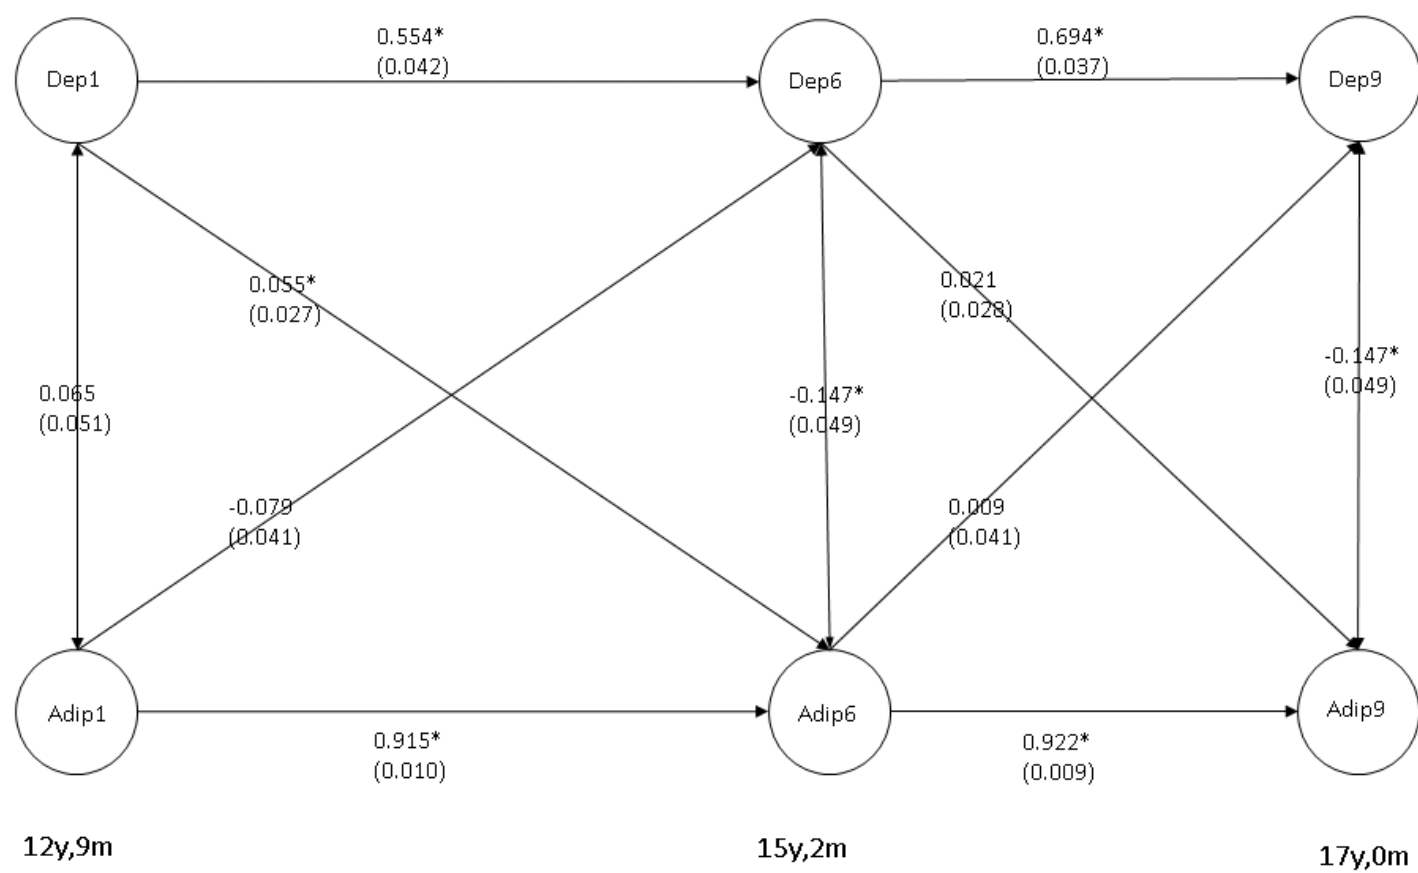 0.554*
(0.042)
0.694*
(0.037)
Dep1
Dep6
Dep9
0.055*
(0.027)
0.021
(0.028)
0.065
(0.051)
-0.147*
(0.049)
-0.147*
(0.049)
-0.079
(0.041)
0.009
(0.041)
Adip1
Adip6
Adip9
0.915*
(0.010)
0.922*
(0.009)
12y,9m
15y,2m
17y,0m